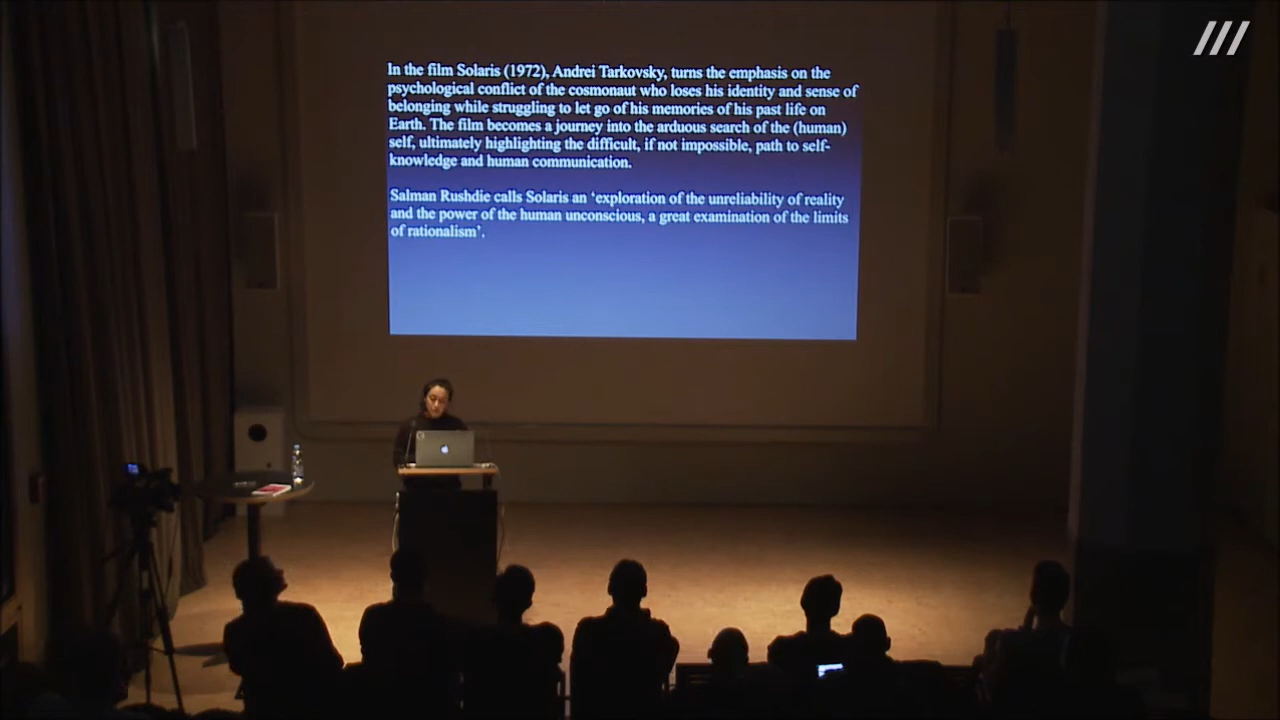 In the film Solaris (1972), Andrei Tarkovsky, turns the emphasis on the
psychological conflict of the cosmonaut who loses his identity and sense of
belonging while struggling to let go of his memories of his past life on
Earth. The film becomes a journey into the arduous search of the (human)
self, ultimately highlighting the difficult, if not impossible, path to self-
knowledge and human communication.
Salman Rushdie calls Solaris an ‘exploration of the unreliability of reality
and the power of the human unconscious, a great examination of the limits
of rationalism’.